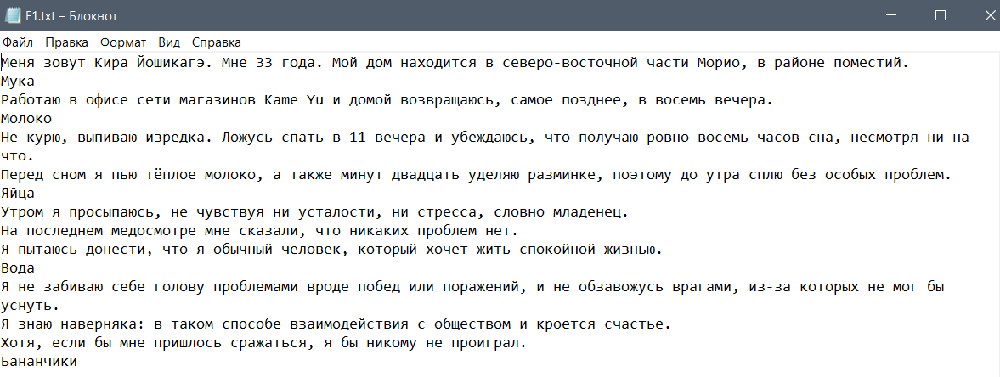 F1.txt – Блокнот
Файл Правка Формат Вид Справка
Меня зовут Кира Йошикагэ. Мне 33 года. Мой дом находится в северо-восточной части Морио, в районе поместий.
Мука
Работаю в офисе сети магазинов Kame Yu и домой возвращаюсь, самое позднее, в восемь вечера.
Молоко
Не курю, выпиваю изредка. Ложусь спать в 11 вечера и убеждаюсь, что получаю ровно восемь часов сна, несмотря ни на
что.
Перед сном я пью тёплое молоко, а также минут двадцать уделяю разминке, поэтому до утра сплю без особых проблем.
Яйца
Утром я просыпаюсь, не чувствуя ни усталости, ни стресса, словно младенец.
На последнем медосмотре мне сказали, что никаких проблем нет.
Я пытаюсь донести, что я обычный человек, который хочет жить спокойной жизнью.
Вода
Я не забиваю себе голову проблемами вроде побед или поражений, и не обзавожусь врагами, из-за которых не мог бы
уснуть.
Я знаю наверняка: в таком способе взаимодействия с обществом и кроется счастье.
Хотя, если бы мне пришлось сражаться, я бы никому не проиграл.
Бананчики